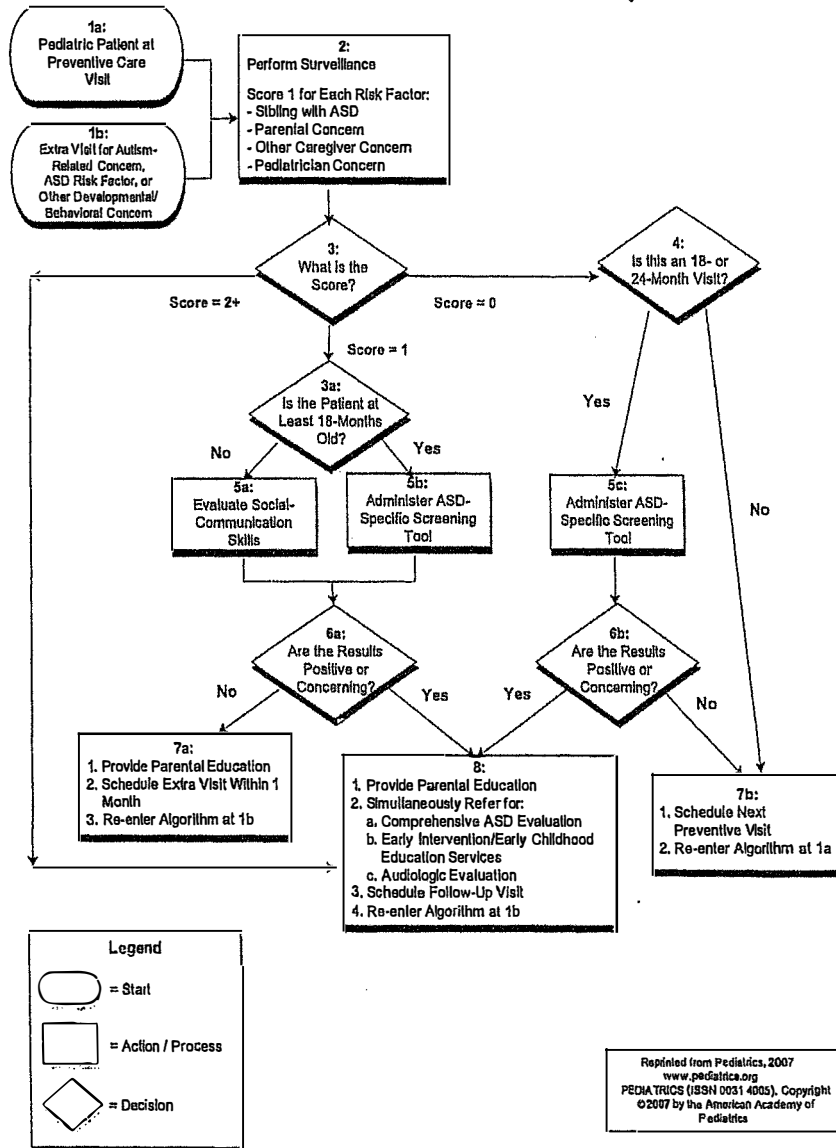 1a:
Pediatric Patient at
Preventive Care
Visit
1b:
Extra Visit for Autism-
Related Concern,
ASD Risk Factor, or
Other Developmental/
Behavioral Concern
2:
Perform Surveillance
Score 1 for Each Risk Factor:
- Sibling with ASD
- Parental Concern
- Other Caregiver Concern
- Pediatrician Concern
3:
What is the
Score?
4:
Is this an 18- or
24-Month Visit?
Score = 2+
Score = 0
Score = 1
3a:
Is the Patient at
Least 18-Months
Old?
Yes
No
Yes
5a:
Evaluate Social-
Communication
Skills
5b:
Administer ASD-
Specific Screening
Tool
5c:
Administer ASD-
Specific Screening
Tool
No
6a:
Are the Results
Positive or
Concerning?
6b:
Are the Results
Positive or
Concerning?
No
Yes
Yes
No
7a:
1. Provide Parental Education
2. Schedule Extra Visit Within 1
Month
3. Re-enter Algorithm at 1b
8:
1. Provide Parental Education
2. Simultaneously Refer for:
a. Comprehensive ASD Evaluation
b. Early Intervention/Early Childhood
Education Services
c. Audiologic Evaluation
3. Schedule Follow-Up Visit
4. Re-enter Algorithm at 1b
7b:
1. Schedule Next
Preventive Visit
2. Re-enter Algorithm at 1a
Legend
= Start
= Action / Process
= Decision
Reprinted from Pediatrics, 2007
www.pediatrics.org
PEDIATRICS (ISSN 0031 4005). Copyright
©2007 by the American Academy of
Pediatrics